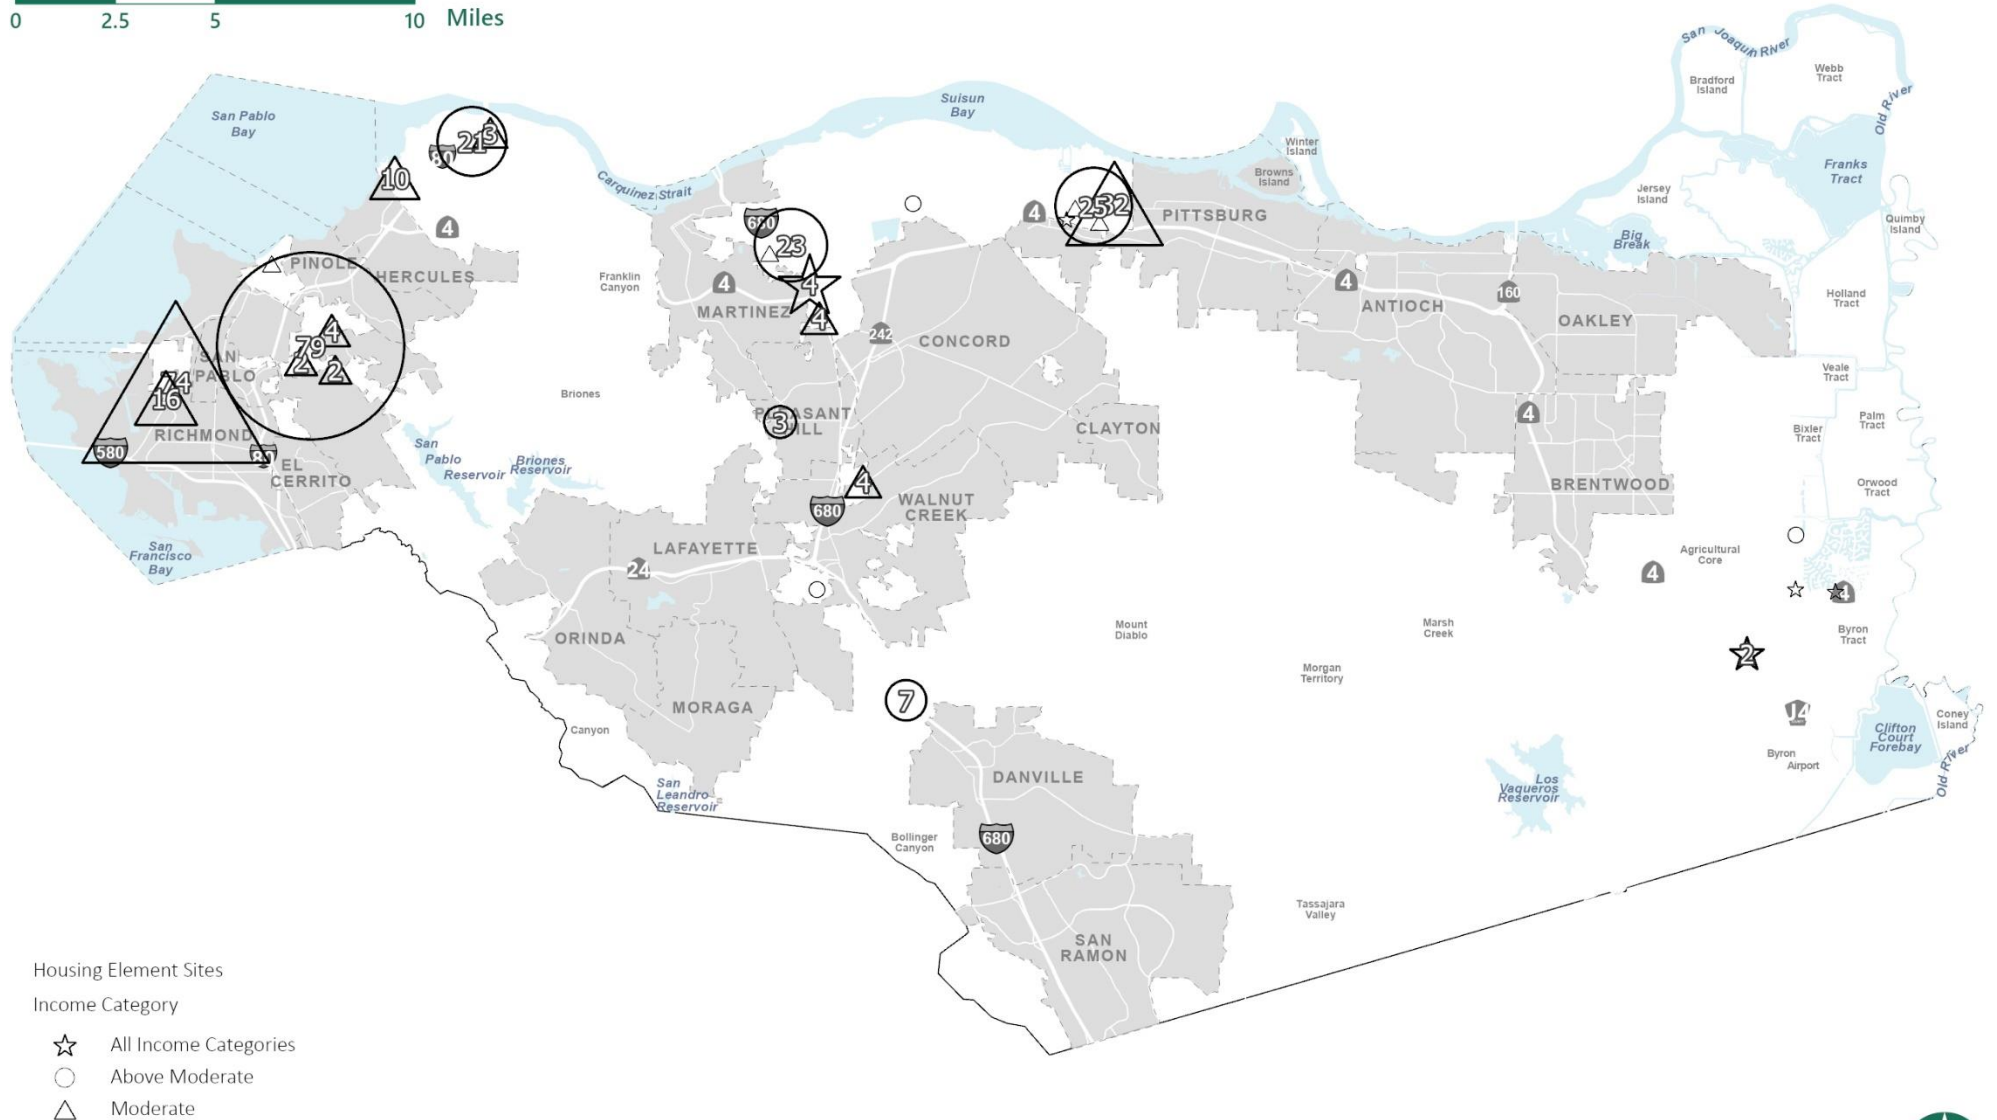 0 2.5 5 10 Miles
San Joaquin River
Webb
Tract
Bradford
Island
Old River
San Pablo
Bay
Suisun
Bay
21
3
80
10
Carquinez Strait
Winter
Island
Browns
Island
Franks
Tract
Jersey
Island
Quimby
Island
4
680
23
4
25
32
PITTSBURG
Big
Break
PINOLE
HERCULES
Franklin
Canyon
4
4
MARTINEZ
4
242
CONCORD
4
ANTIOCH
160
OAKLEY
Holland
Tract
4
79
2
2
SAN
PABLO
74
16
RICHMOND
580
80
EL
CERRITO
Briones
3
PLEASANT
HILL
CLAYTON
4
Veale
Tract
Palm
Tract
Bixler
Tract
San
Pablo
Reservoir
Briones
Reservoir
4
680
WALNUT
CREEK
BRENTWOOD
Orwood
Tract
San
Francisco
Bay
LAFAYETTE
24
Agricultural
Core
4
4
ORINDA
Mount
Diablo
Marsh
Creek
Byron
Tract
2
Morgan
Territory
7
MORAGA
Canyon
J4
Coney
Island
Clifton
Court
Forebay
Old River
Byron
Airport
San
Leandro
Reservoir
DANVILLE
Los
Vaqueros
Reservoir
Bollinger
Canyon
680
Tassajara
Valley
SAN
RAMON
Housing Element Sites
Income Category
All Income Categories
Above Moderate
Moderate